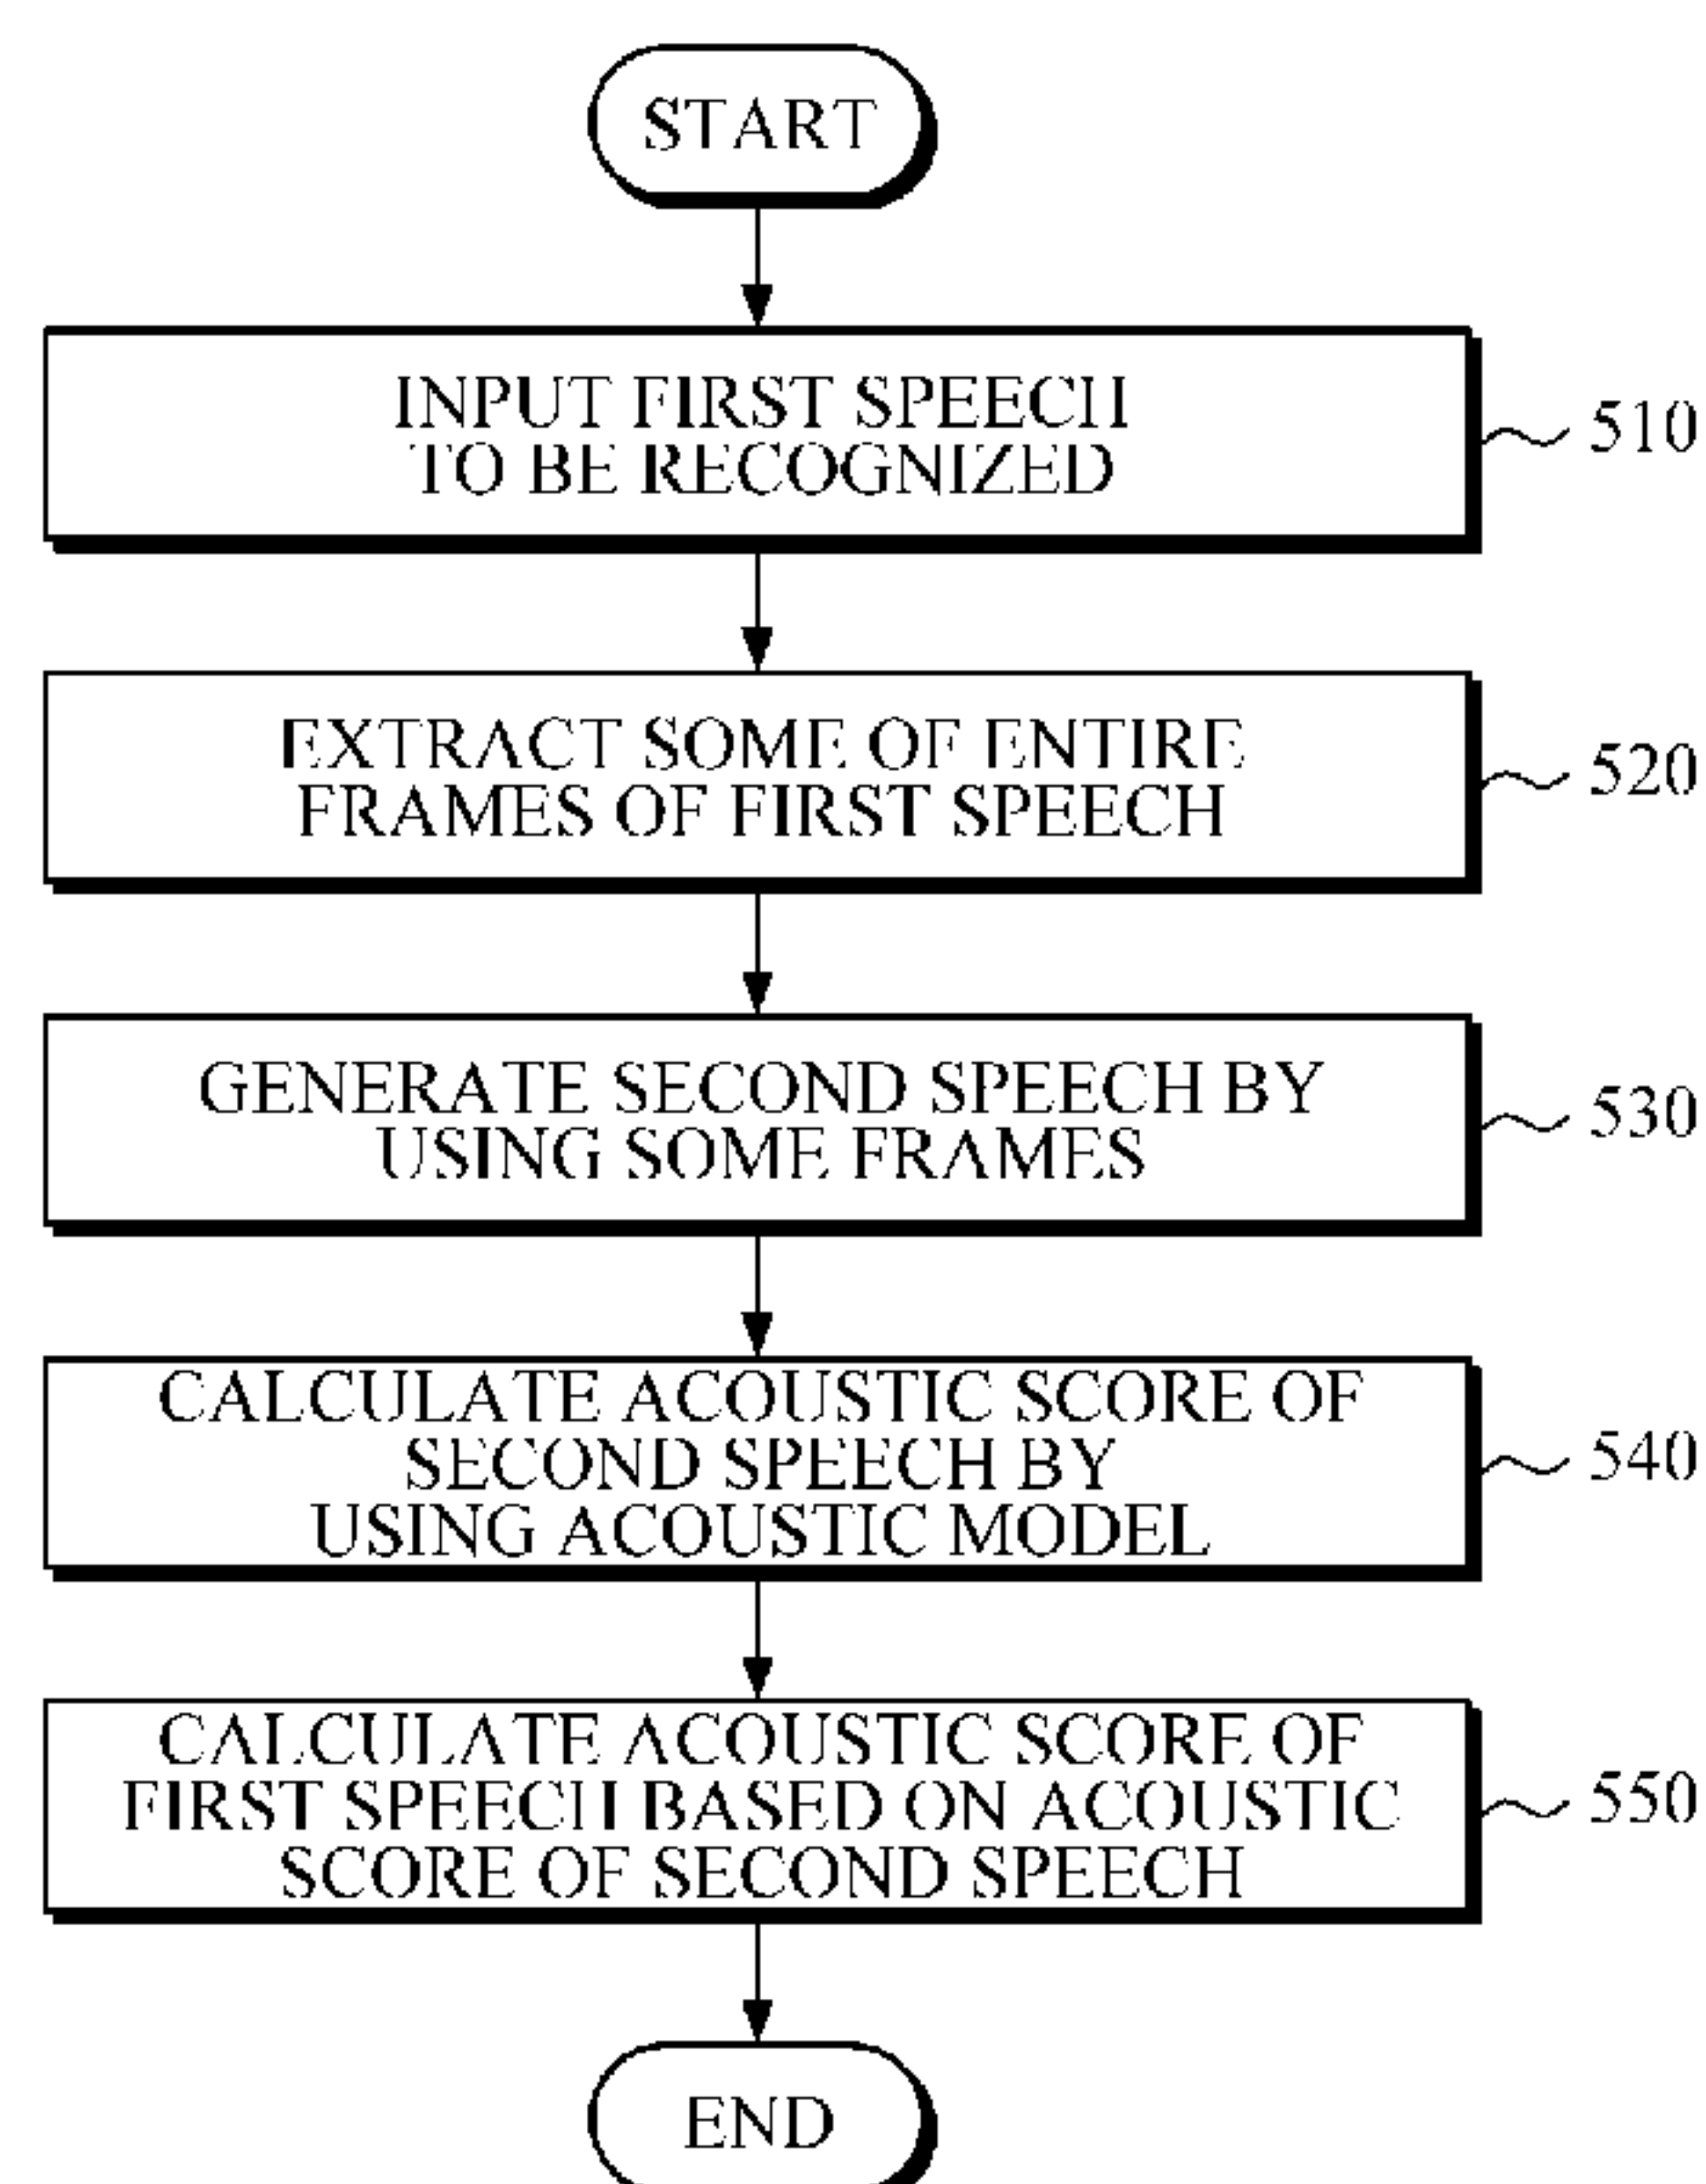 START
INPUT FIRST SPEECH
TO BE RECOGNIZED
510
EXTRACT SOME OF ENTIRE
FRAMES OF FIRST SPEECH
520
GENERATE SECOND SPEECH BY
USING SOME FRAMES
530
CALCULATE ACOUSTIC SCORE OF
SECOND SPEECH BY
USING ACOUSTIC MODEL
540
CALCULATE ACOUSTIC SCORE OF
FIRST SPEECH BASED ON ACOUSTIC
SCORE OF SECOND SPEECH
550
END